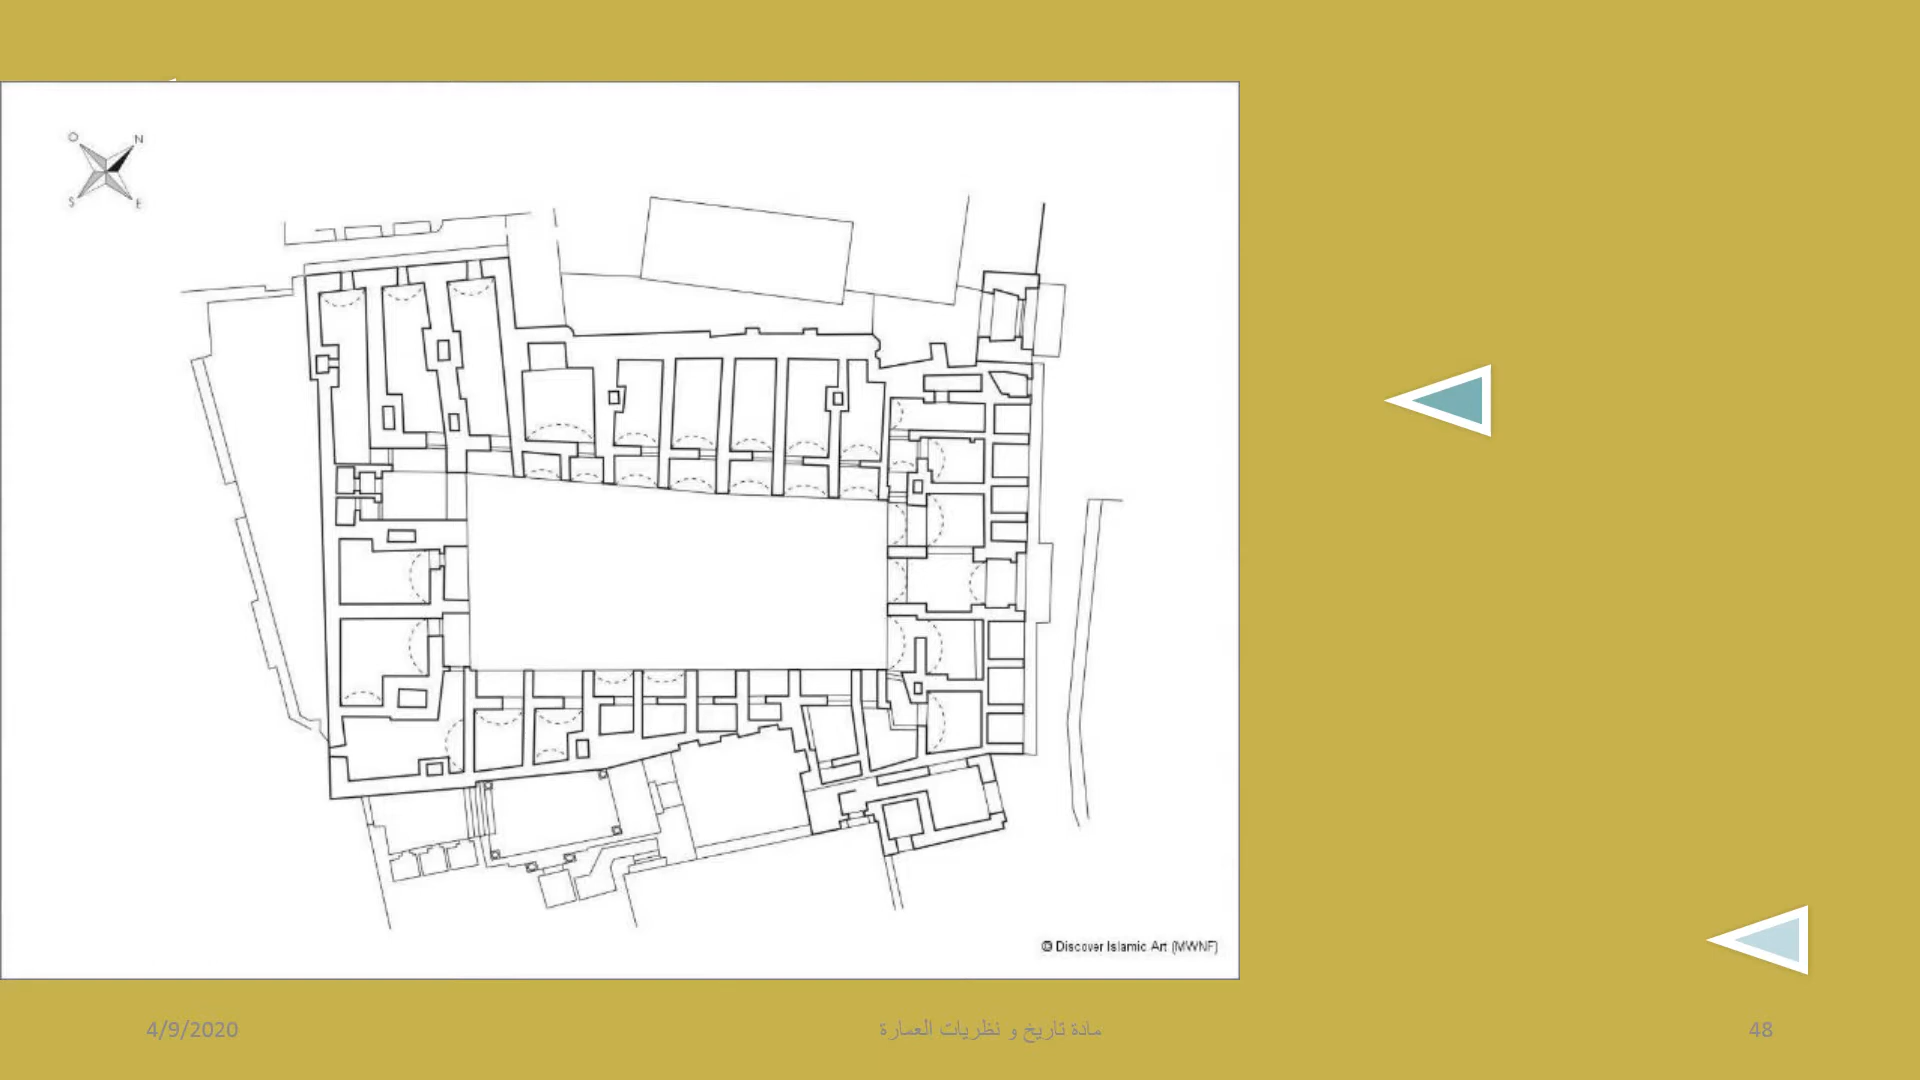 O N
S E
© Discover Islamic Art (MWNF)
4/9/2020
مادة تاريخ و نظريات العمارة
48